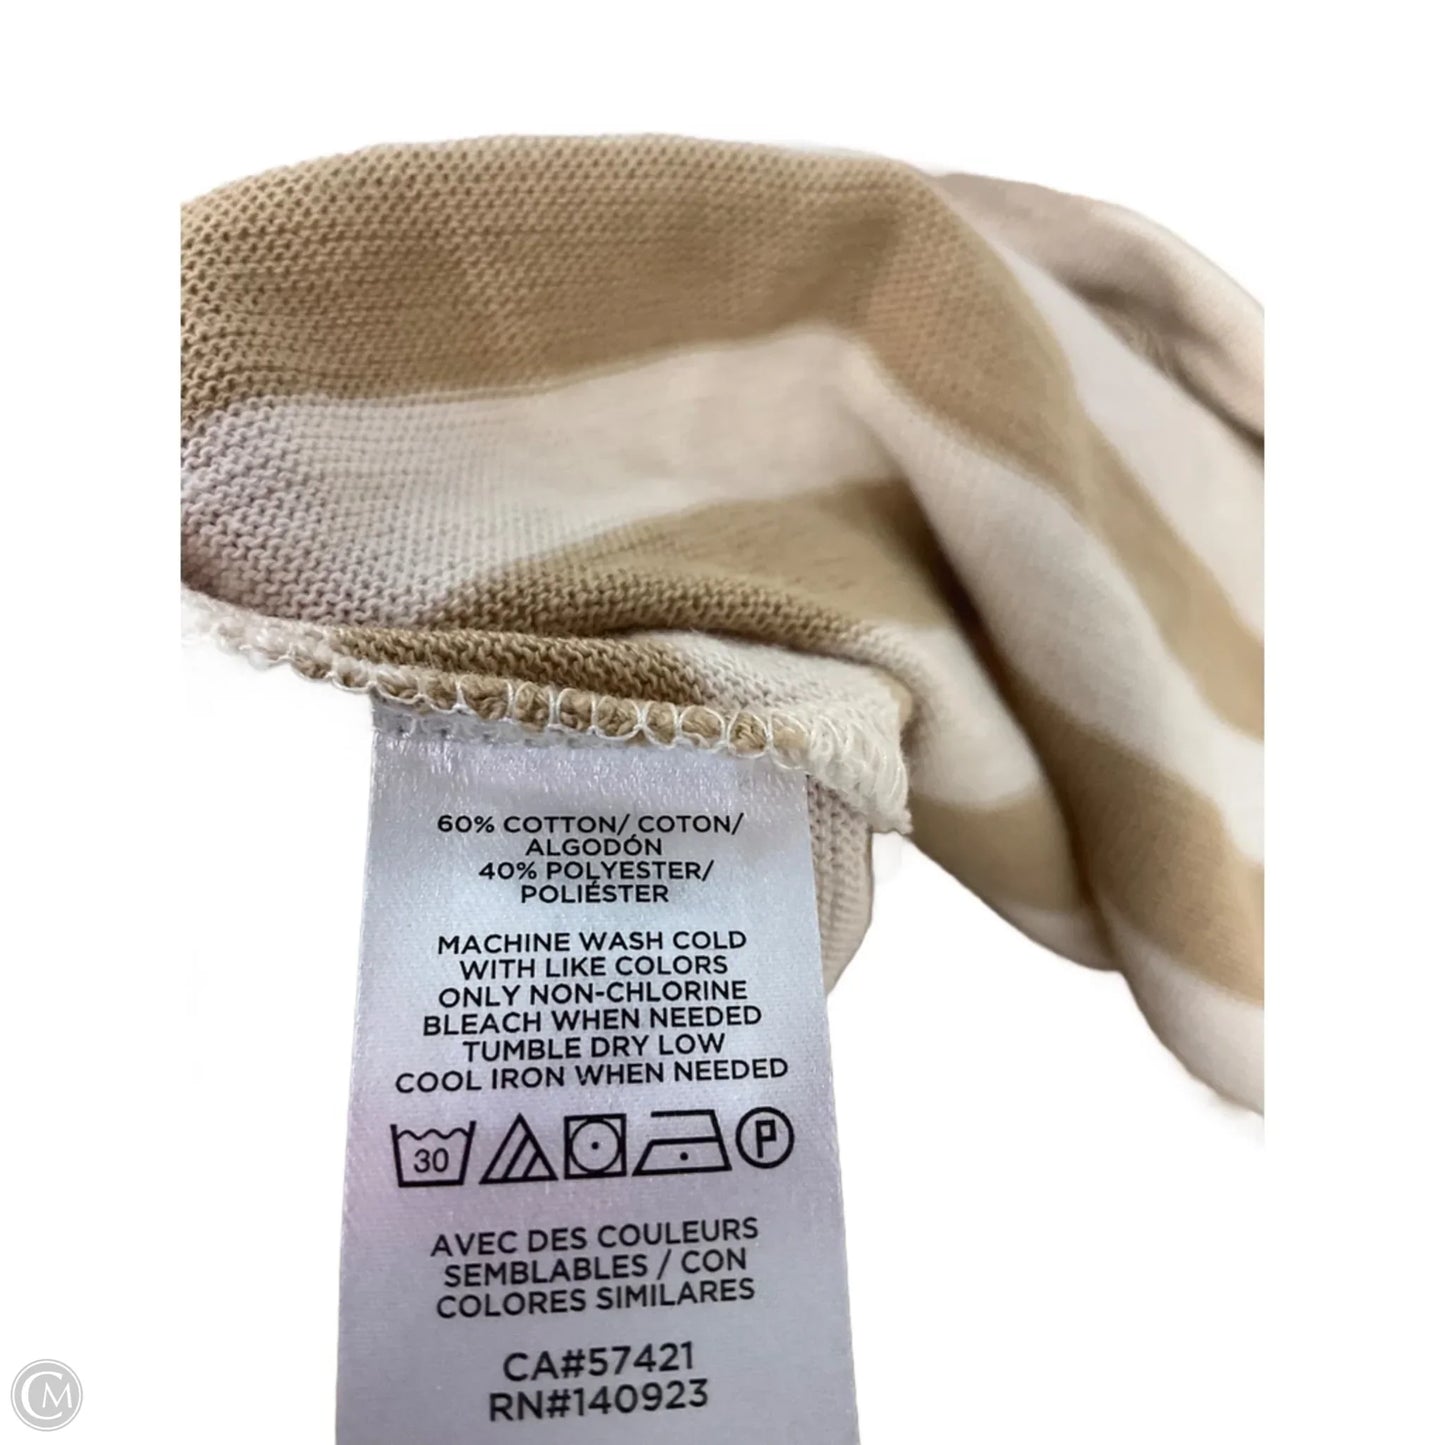 60% COTTON/ COTON/
ALGODÓN
40% POLYESTER/
POLIÉSTER
MACHINE WASH COLD
WITH LIKE COLORS
ONLY NON-CHLORINE
BLEACH WHEN NEEDED
TUMBLE DRY LOW
COOL IRON WHEN NEEDED
30 P
AVEC DES COULEURS
SEMBLABLES / CON
COLORES SIMILARES
CA#57421
RN#140923
CM